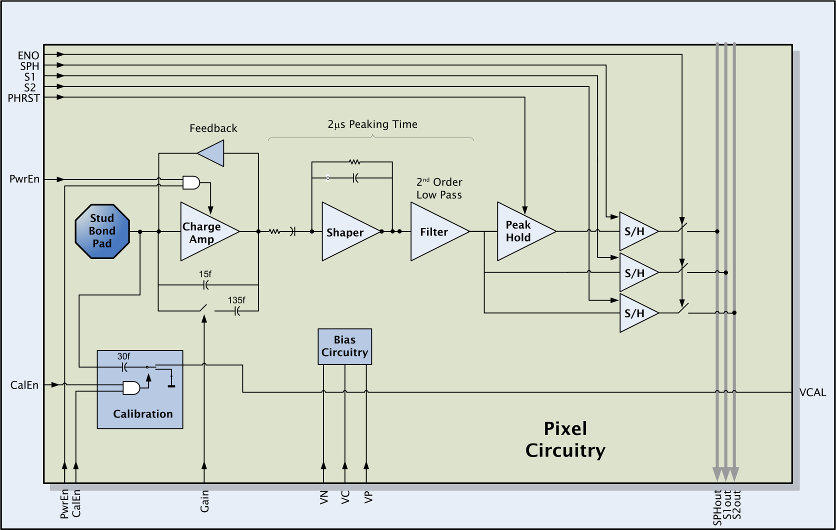 ENO
SPH
S1
S2
PHRST
Feedback
2µs Peaking Time
PwrEn
2nd Order
Low Pass
Stud
Bond
Pad
Charge
Amp
Shaper
Filter
Peak
Hold
S/H
S/H
S/H
15f
135f
Bias
Circuitry
30f
CalEn
Calibration
VCAL
Pixel
Circuitry
PwrEn
CalEn
Gain
VN
VC
VP
SPHout
S1out
S2out